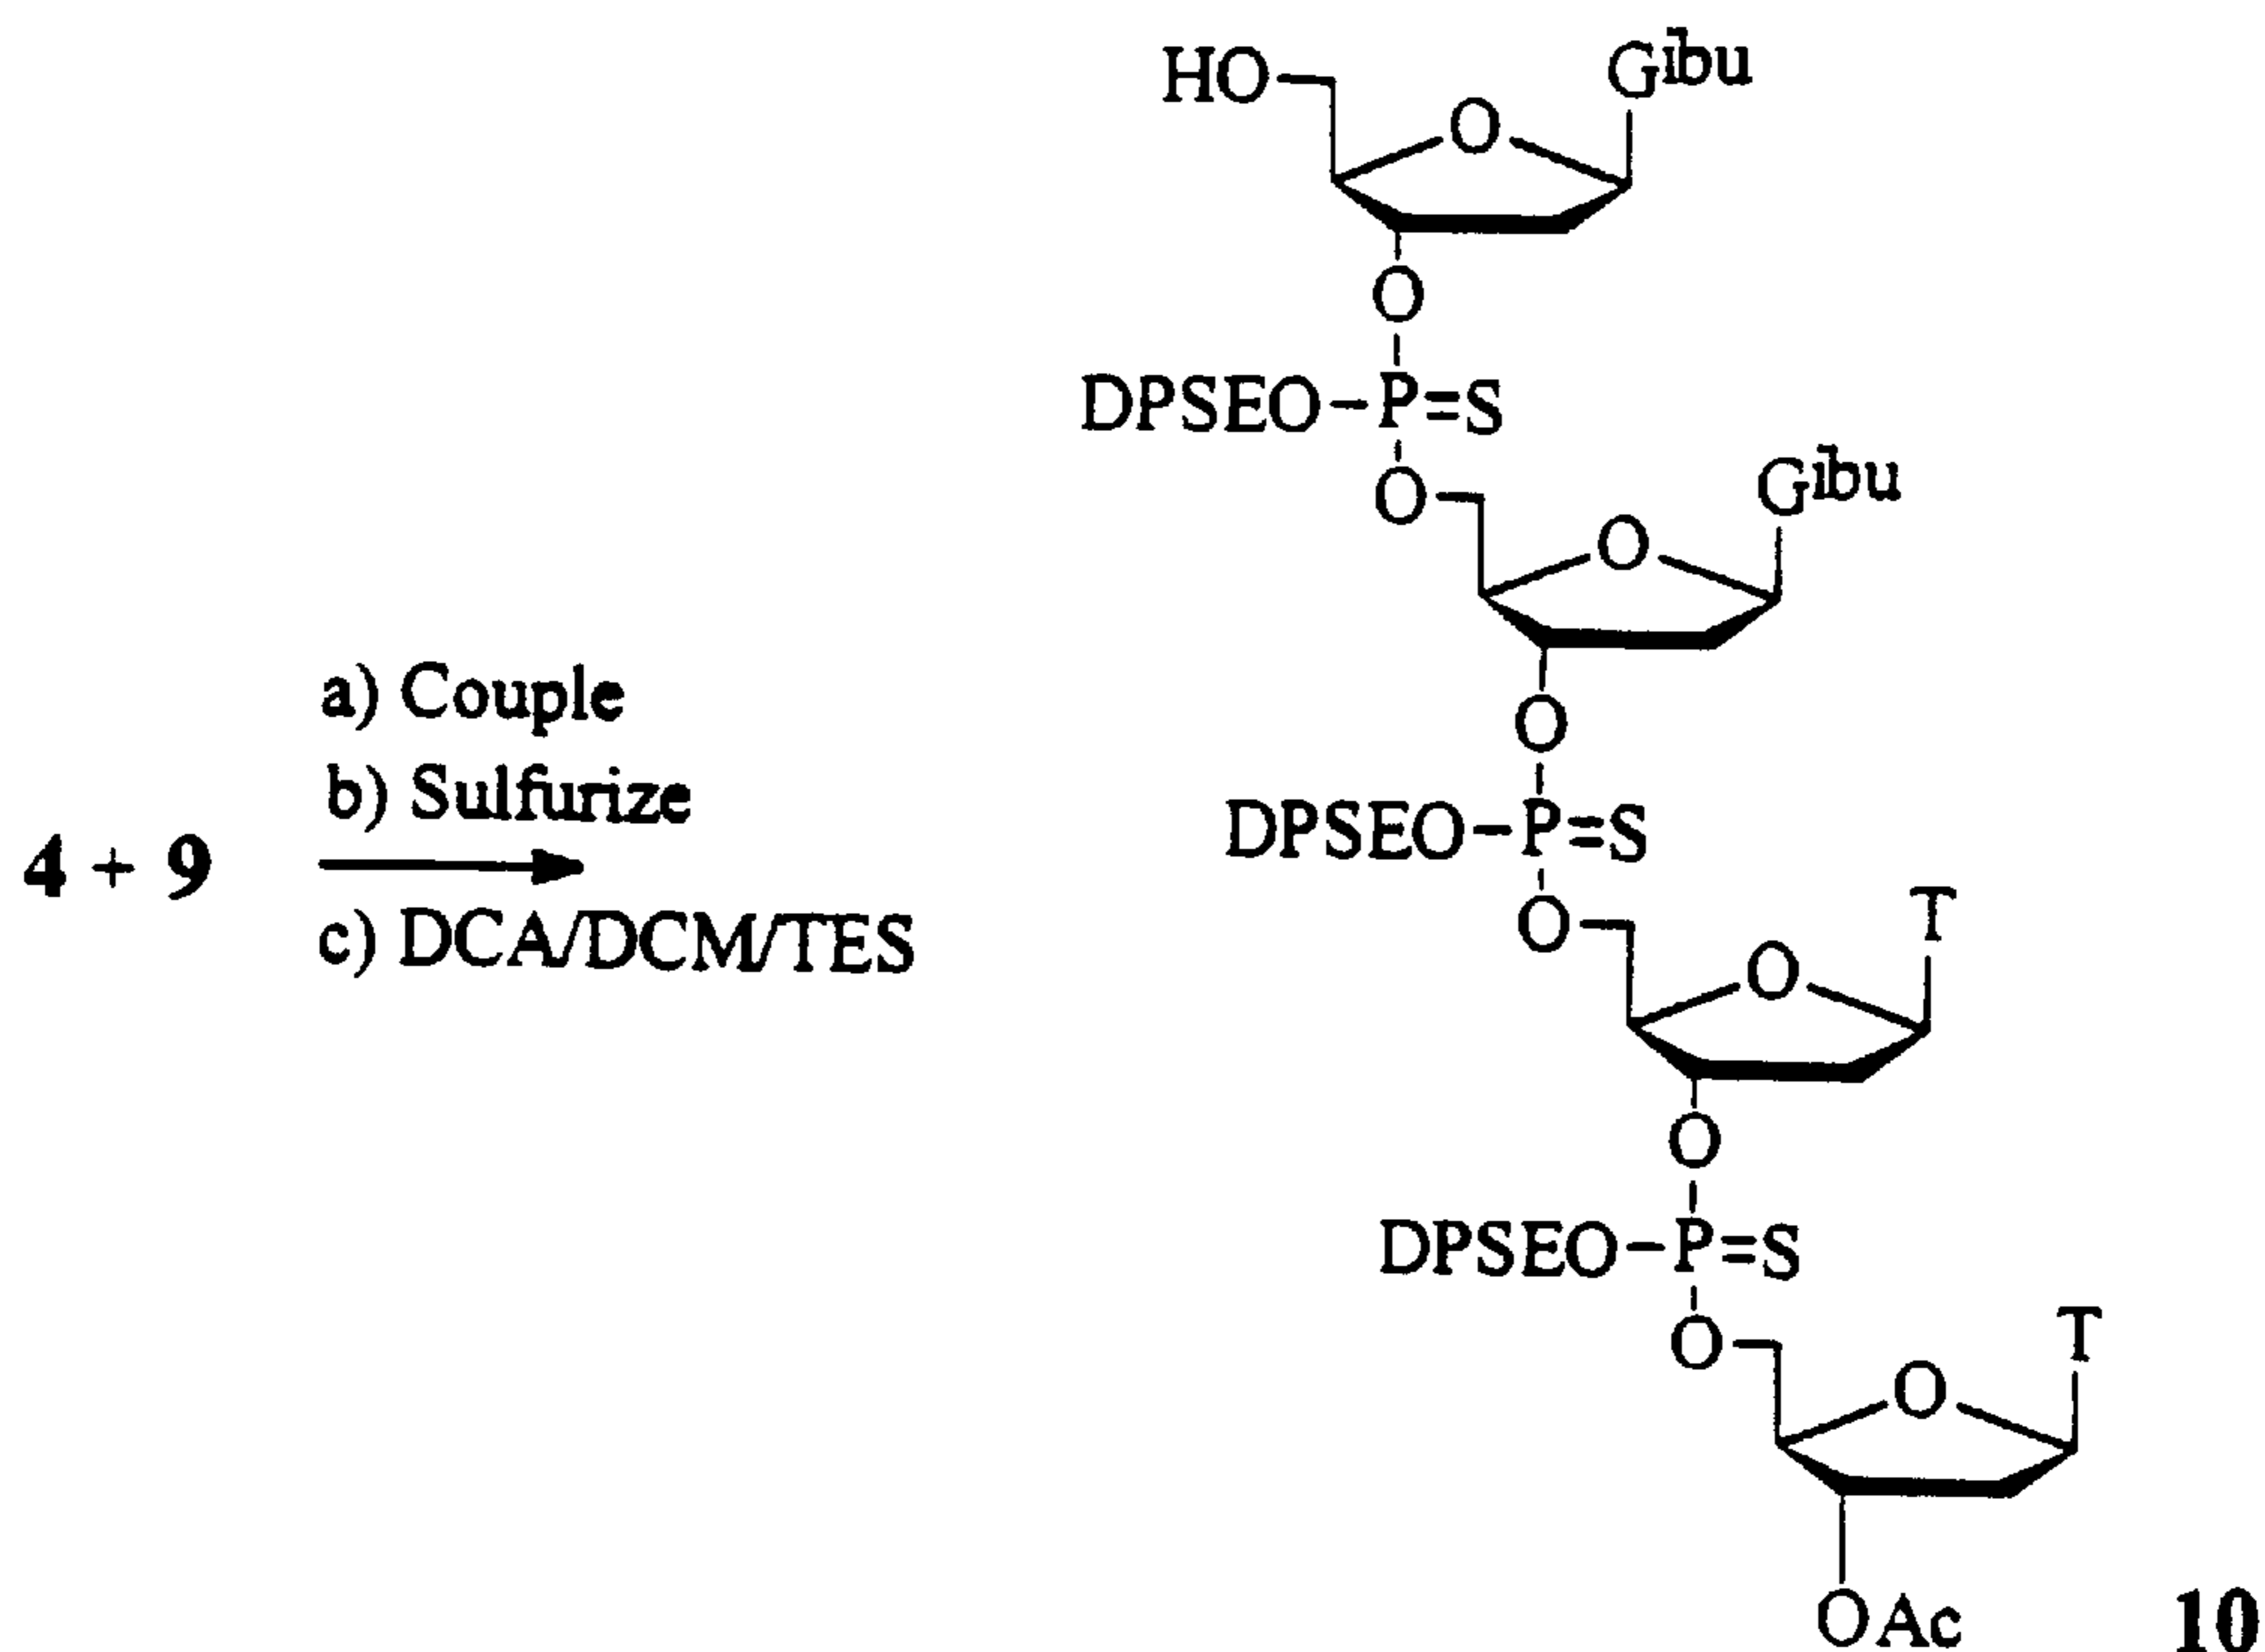 HO
Gibu
O
O
DPSEO-P=S
O
Gibu
O
a) Couple
O
b) Sulfurize
DPSEO-P=S
4 + 9
O
T
c) DCA/DCM/TES
O
O
DPSEO-P=S
O
T
O
OAc
10